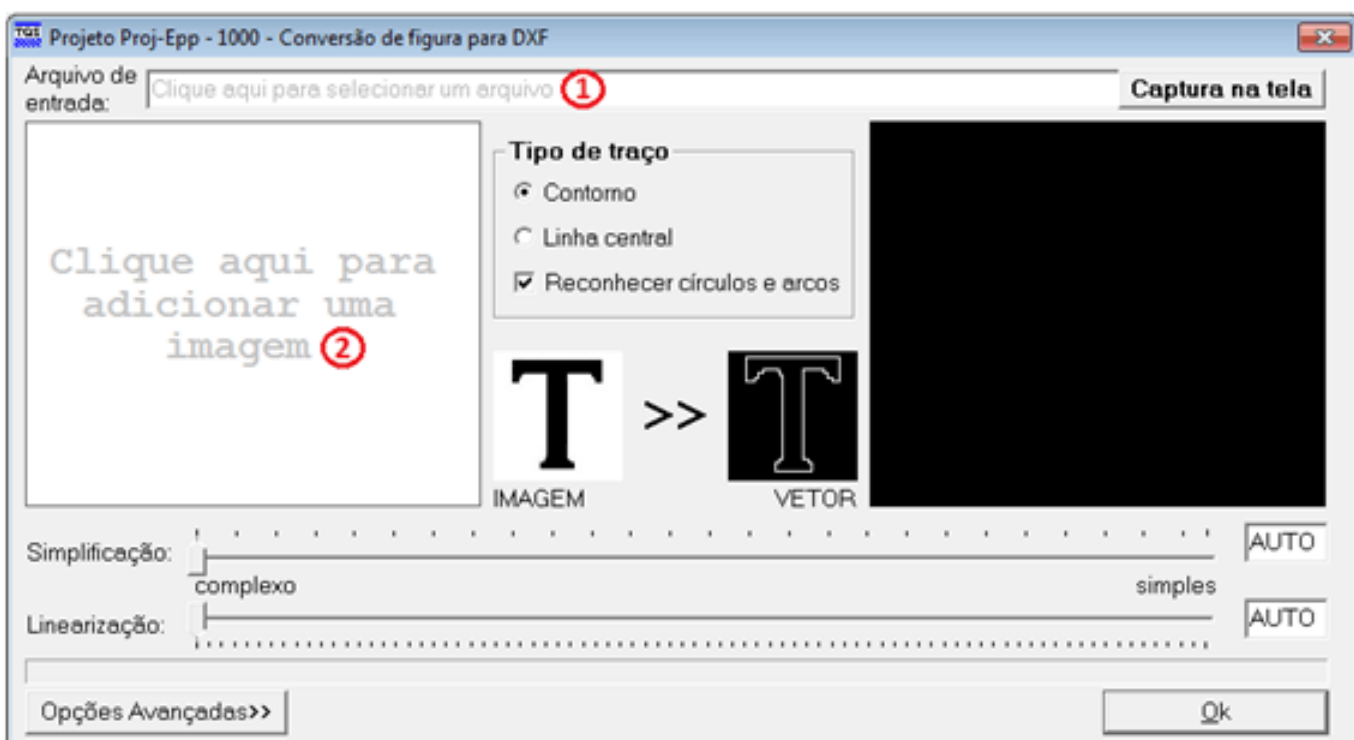 TQS Projeto Proj-Epp - 1000 - Conversão de figura para DXF
Arquivo de
entrada:
Clique aqui para selecionar um arquivo 1
Captura na tela
Clique aqui para
adicionar uma
imagem 2
Tipo de traço
Contorno
Linha central
Reconhecer círculos e arcos
T >> T
IMAGEM VETOR
Simplificação:
AUTO
complexo simples
Linearização:
AUTO
Opções Avançadas>>
Ok